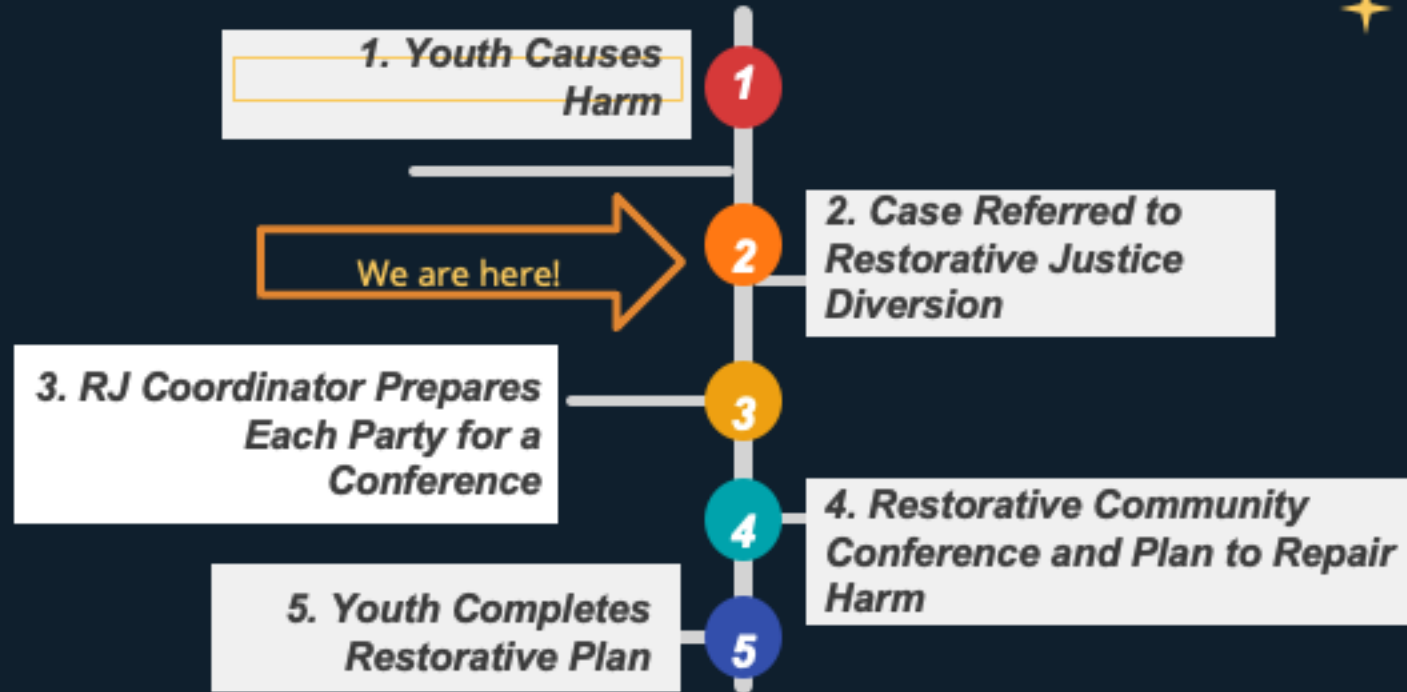 1. Youth Causes
Harm
1
2
2. Case Referred to
Restorative Justice
Diversion
We are here!
3. RJ Coordinator Prepares
Each Party for a
Conference
3
4
4. Restorative Community
Conference and Plan to Repair
Harm
5. Youth Completes
Restorative Plan
5